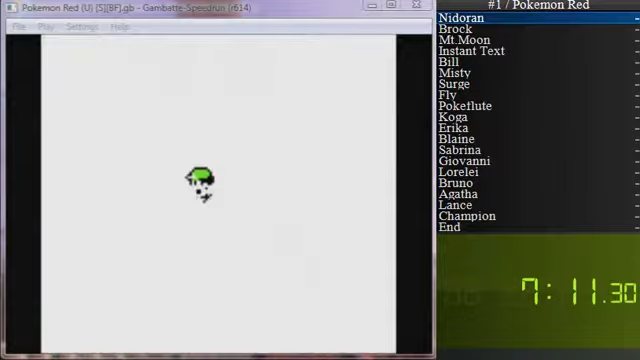 Pokemon Red (U) [S][BF].gb - Gambatte-Speedrun (r614)
File Play Settings Help
#1 / Pokemon Red
Nidoran -
Brock -
Mt.Moon -
Instant Text -
Bill -
Misty -
Surge -
Fly -
Pokeflute -
Koga -
Erika -
Blaine -
Sabrina -
Giovanni -
Lorelei -
Bruno -
Agatha -
Lance -
Champion -
End -
7:11.30